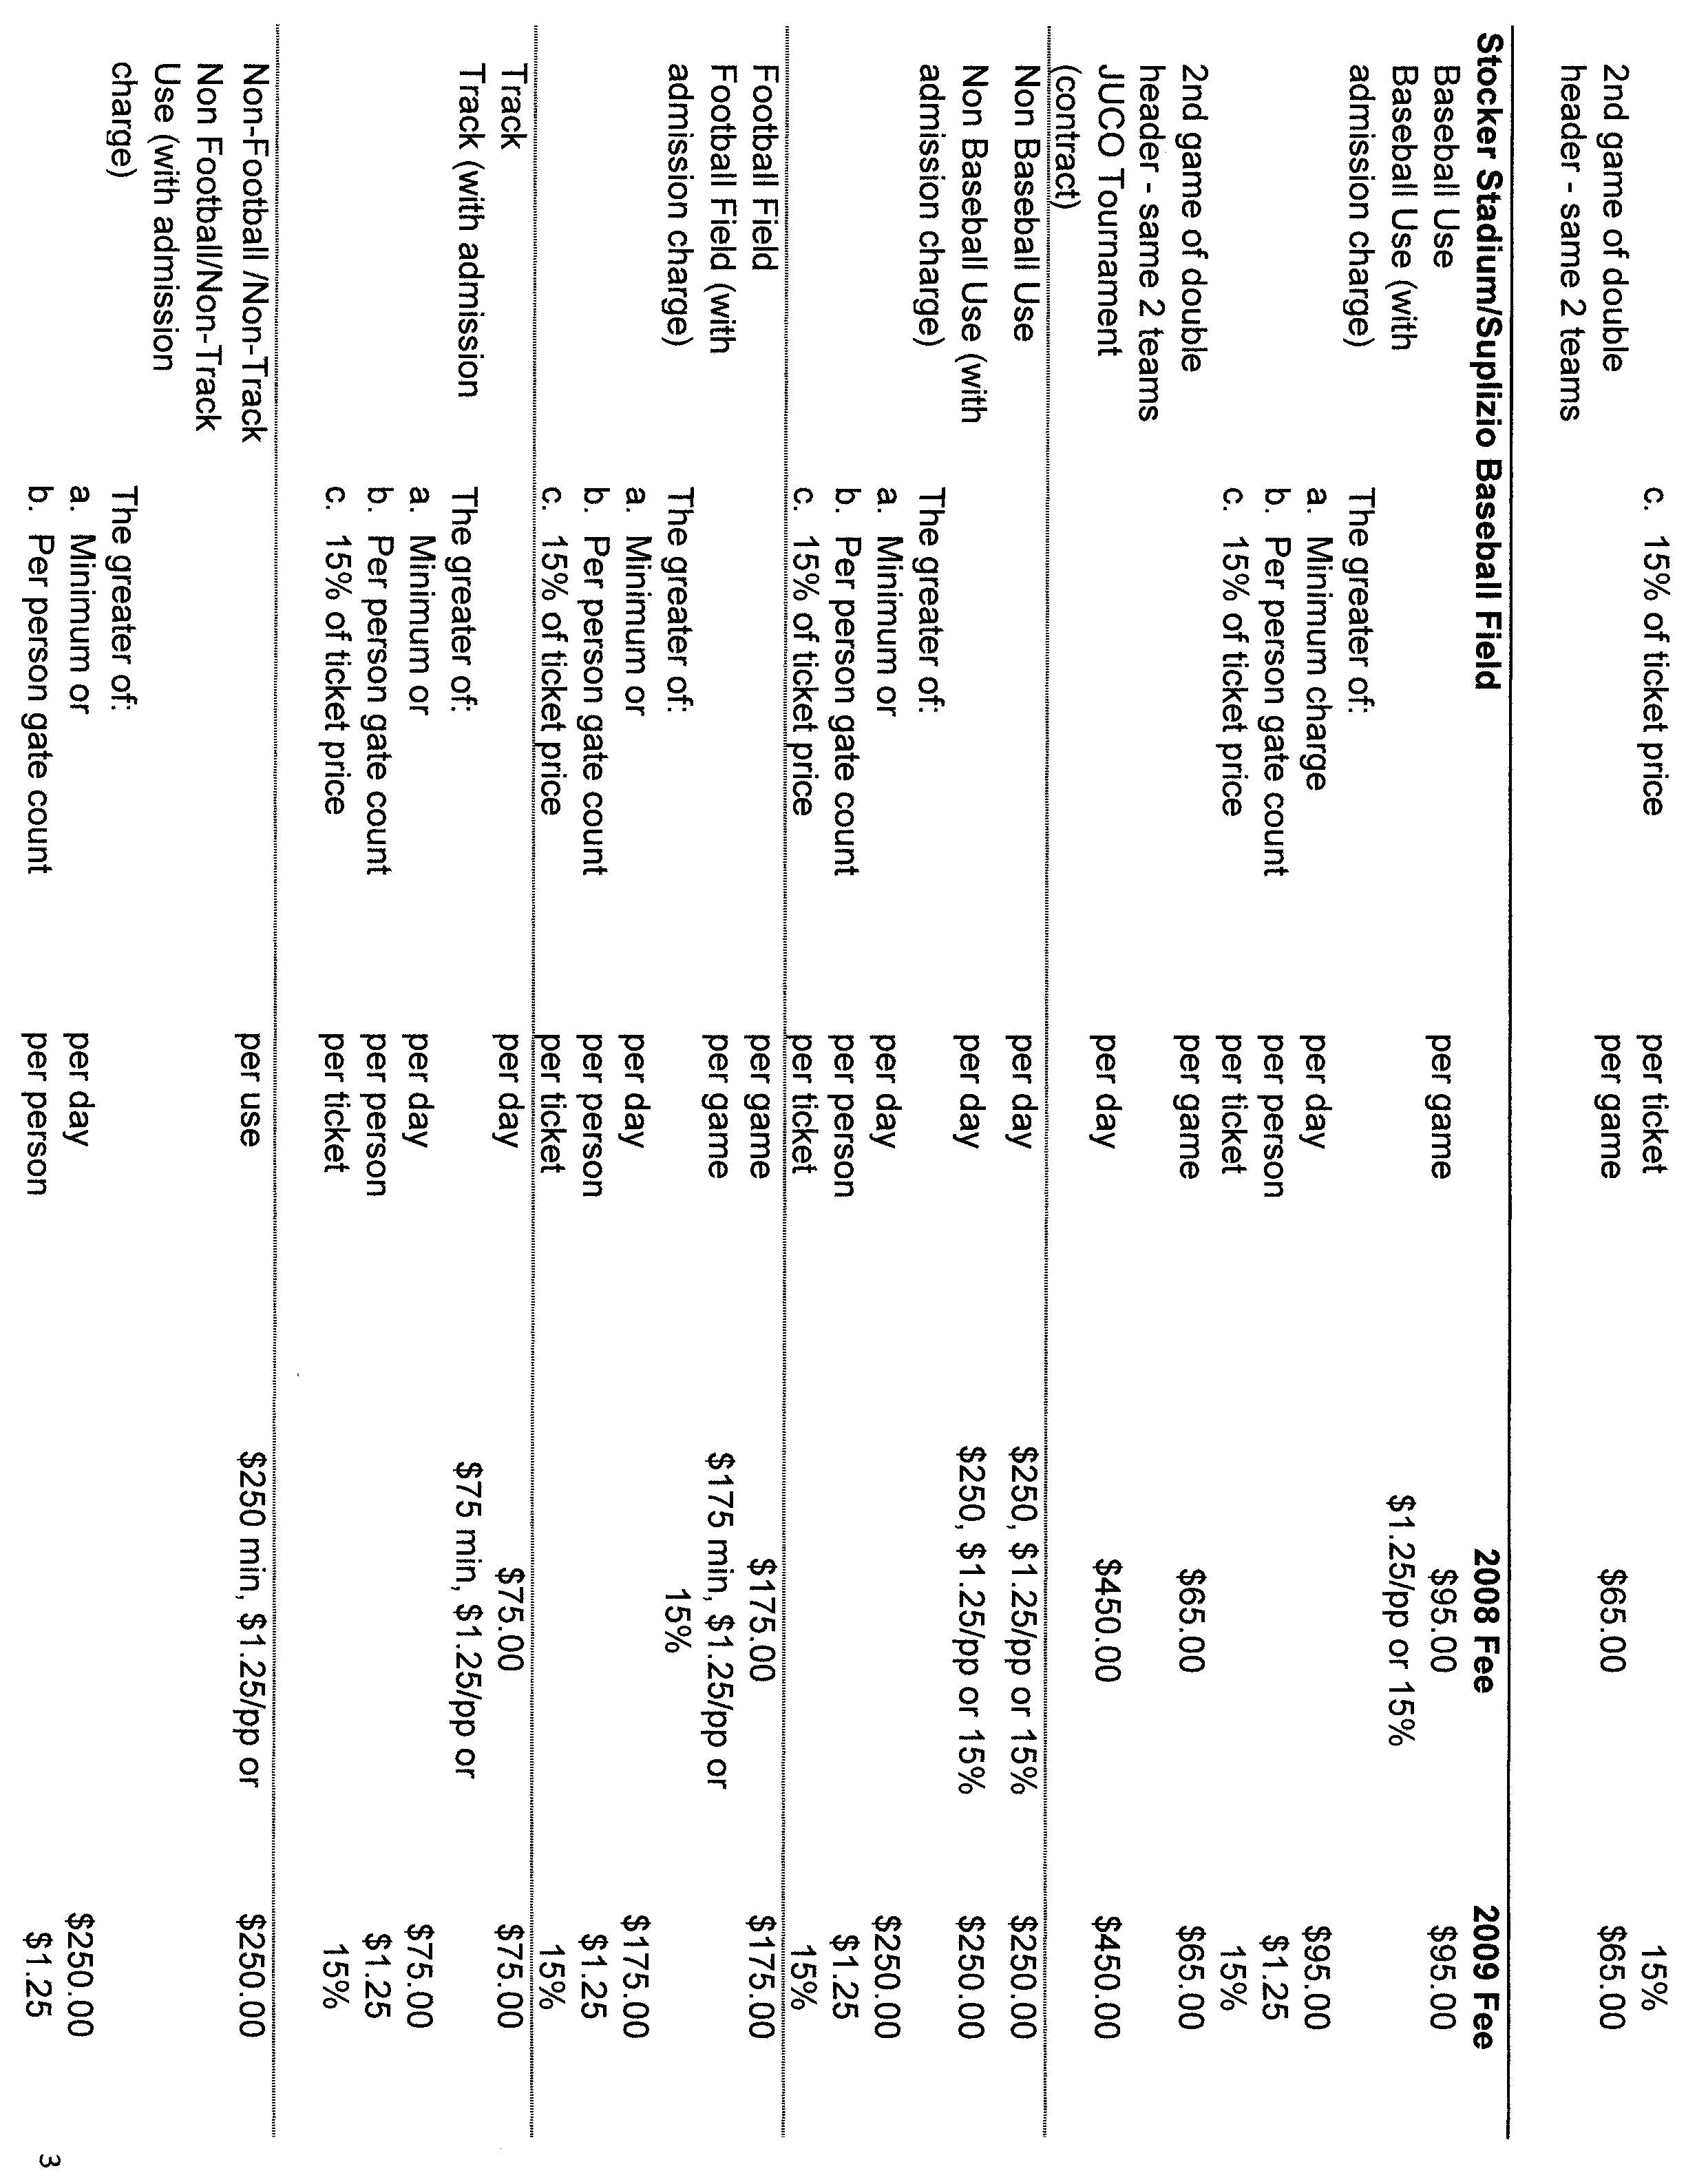 c. 15% of ticket price per ticket 15%
2nd game of double per game $65.00 $65.00
header - same 2 teams
Stocker Stadium/Suplizio Baseball Field 2008 Fee 2009 Fee
Baseball Use per game $95.00 $95.00
Baseball Use (with $1.25/pp or 15%
admission charge) The greater of:
a. Minimum charge per day $95.00
b. Per person gate count per person $1.25
c. 15% of ticket price per ticket 15%
2nd game of double per game $65.00 $65.00
header - same 2 teams
JUCO Tournament per day $450.00 $450.00
(contract)
Non Baseball Use per day $250, $1.25/pp or 15% $250.00
Non Baseball Use (with per day $250, $1.25/pp or 15% $250.00
admission charge) The greater of:
a. Minimum or per day $250.00
b. Per person gate count per person $1.25
c. 15% of ticket price per ticket 15%
Football Field per game $175.00 $175.00
Football Field (with per game $175 min, $1.25/pp or
admission charge) The greater of: 15%
a. Minimum or per day $175.00
b. Per person gate count per person $1.25
c. 15% of ticket price per ticket 15%
Track per day $75.00 $75.00
Track (with admission The greater of: $75 min, $1.25/pp or
a. Minimum or per day $75.00
b. Per person gate count per person $1.25
c. 15% of ticket price per ticket 15%
Non-Football /Non-Track per use $250 min, $1.25/pp or $250.00
Non Football/Non-Track
Use (with admission
charge) The greater of:
a. Minimum or per day $250.00
b. Per person gate count per person $1.25
3